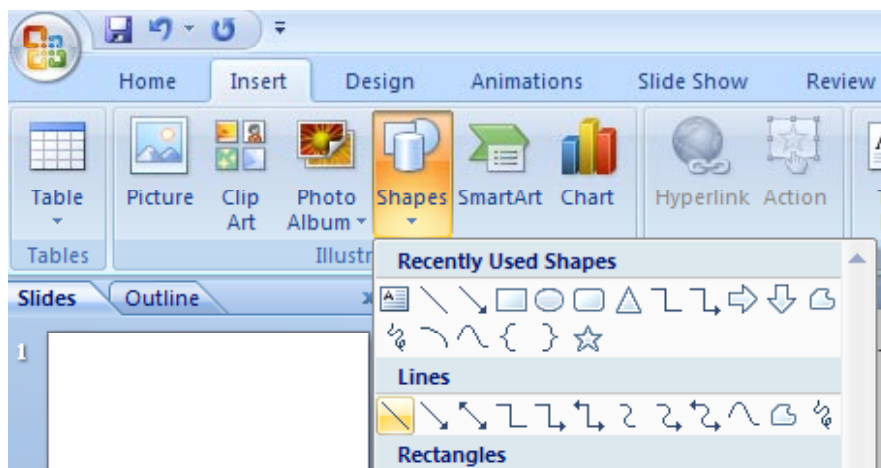 Home Insert Design Animations Slide Show Review
Table Picture Clip Art Photo Album Shapes SmartArt Chart Hyperlink Action
Tables Illustr
Recently Used Shapes
Slides Outline x
1
Lines
Rectangles